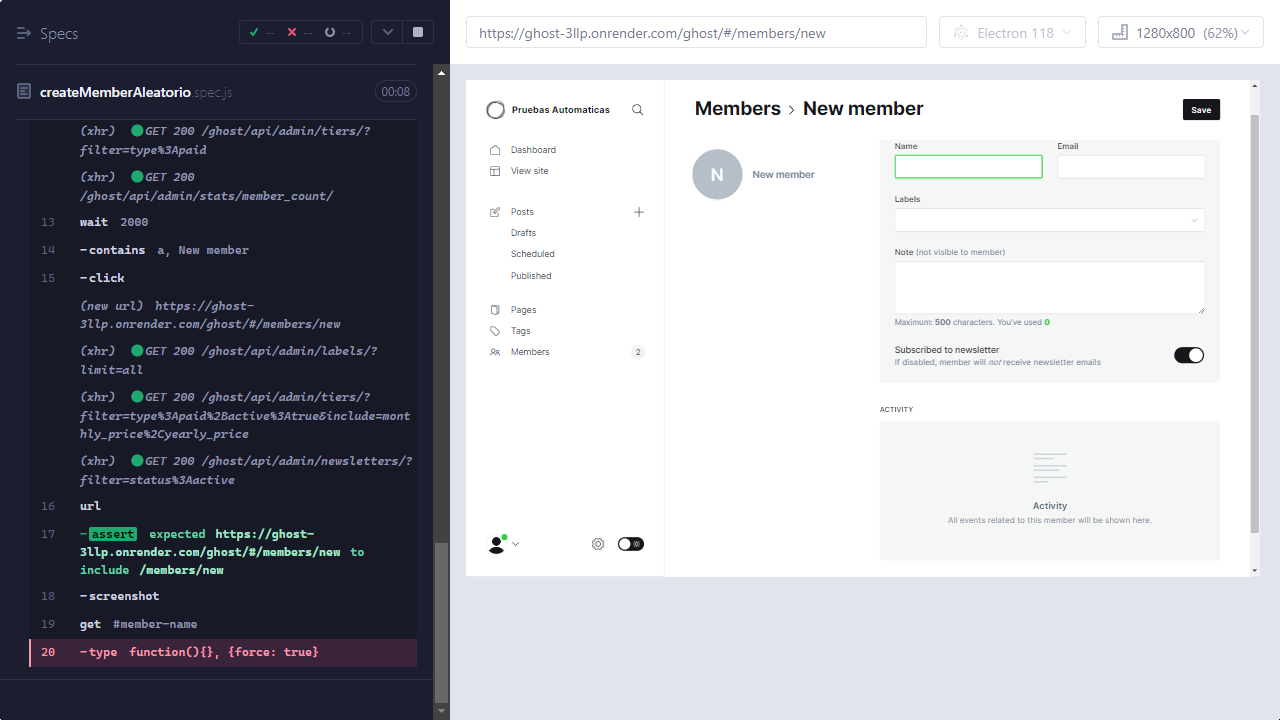 Specs
-- -- --
createMemberAleatorio.spec.js 00:08
(xhr) GET 200 /ghost/api/admin/tiers/?
filter=type%3Apaid
(xhr) GET 200
/ghost/api/admin/stats/member_count/
13 wait 2000
14 -contains a, New member
15 -click
(new url) https://ghost-
3llp.onrender.com/ghost/#/members/new
(xhr) GET 200 /ghost/api/admin/labels/?
limit=all
(xhr) GET 200 /ghost/api/admin/tiers/?
filter=type%3Apaid%2Bactive%3Atrue&include=mont
hly_price%2Cyearly_price
(xhr) GET 200 /ghost/api/admin/newsletters/?
filter=status%3Aactive
16 url
17 -assert expected https://ghost-
3llp.onrender.com/ghost/#/members/new to
include /members/new
18 -screenshot
19 get #member-name
20 -type function(){}, {force: true}
https://ghost-3llp.onrender.com/ghost/#/members/new
Electron 118
1280x800 (62%)
Pruebas Automaticas
Dashboard
View site
Posts
Drafts
Scheduled
Published
Pages
Tags
Members 2
Members > New member
Save
N
New member
Name Email
Labels
Note (not visible to member)
Maximum: 500 characters. You've used 0
Subscribed to newsletter
If disabled, member will not receive newsletter emails
ACTIVITY
Activity
All events related to this member will be shown here.